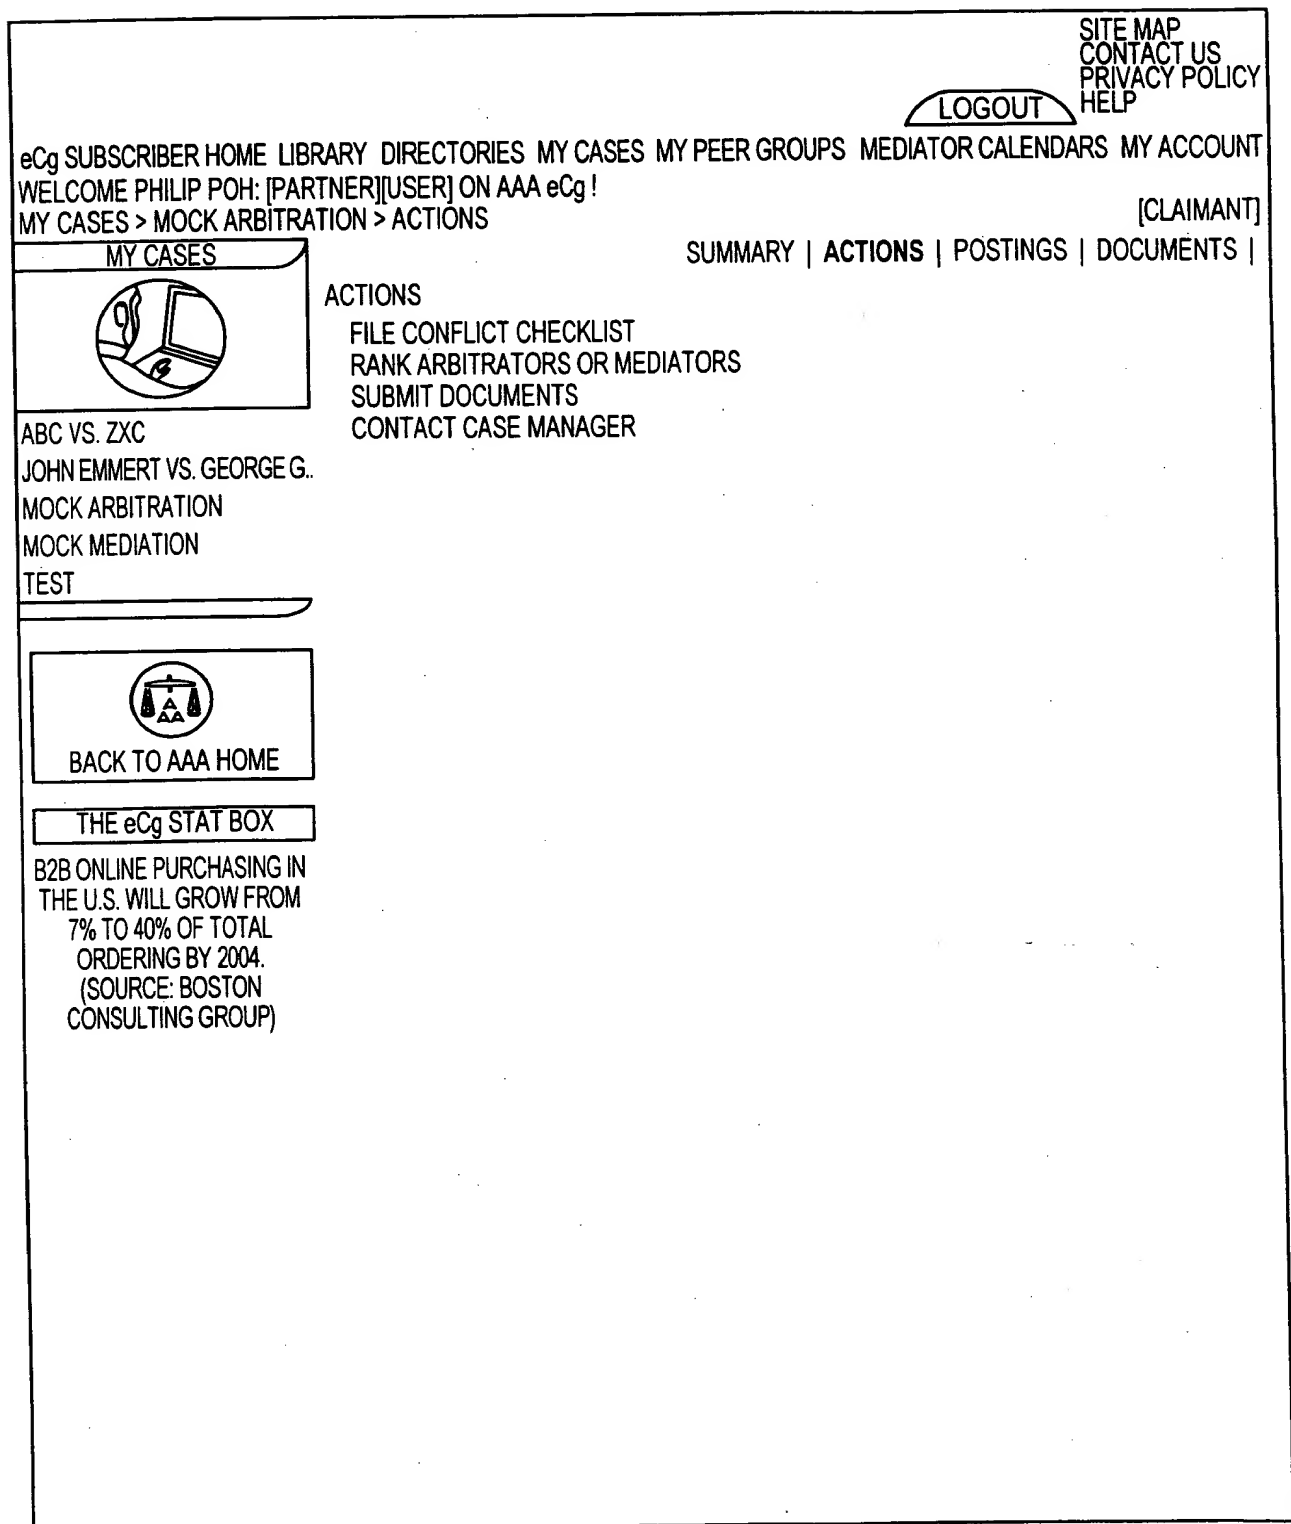 SITE MAP
CONTACT US
PRIVACY POLICY
HELP
LOGOUT
eCg SUBSCRIBER HOME LIBRARY DIRECTORIES MY CASES MY PEER GROUPS MEDIATOR CALENDARS MY ACCOUNT
WELCOME PHILIP POH: [PARTNER][USER] ON AAA eCg !
MY CASES > MOCK ARBITRATION > ACTIONS
[CLAIMANT]
MY CASES
SUMMARY | ACTIONS | POSTINGS | DOCUMENTS |
ACTIONS
FILE CONFLICT CHECKLIST
RANK ARBITRATORS OR MEDIATORS
SUBMIT DOCUMENTS
CONTACT CASE MANAGER
ABC VS. ZXC
JOHN EMMERT VS. GEORGE G..
MOCK ARBITRATION
MOCK MEDIATION
TEST
A
AA
BACK TO AAA HOME
THE eCg STAT BOX
B2B ONLINE PURCHASING IN
THE U.S. WILL GROW FROM
7% TO 40% OF TOTAL
ORDERING BY 2004.
(SOURCE: BOSTON
CONSULTING GROUP)